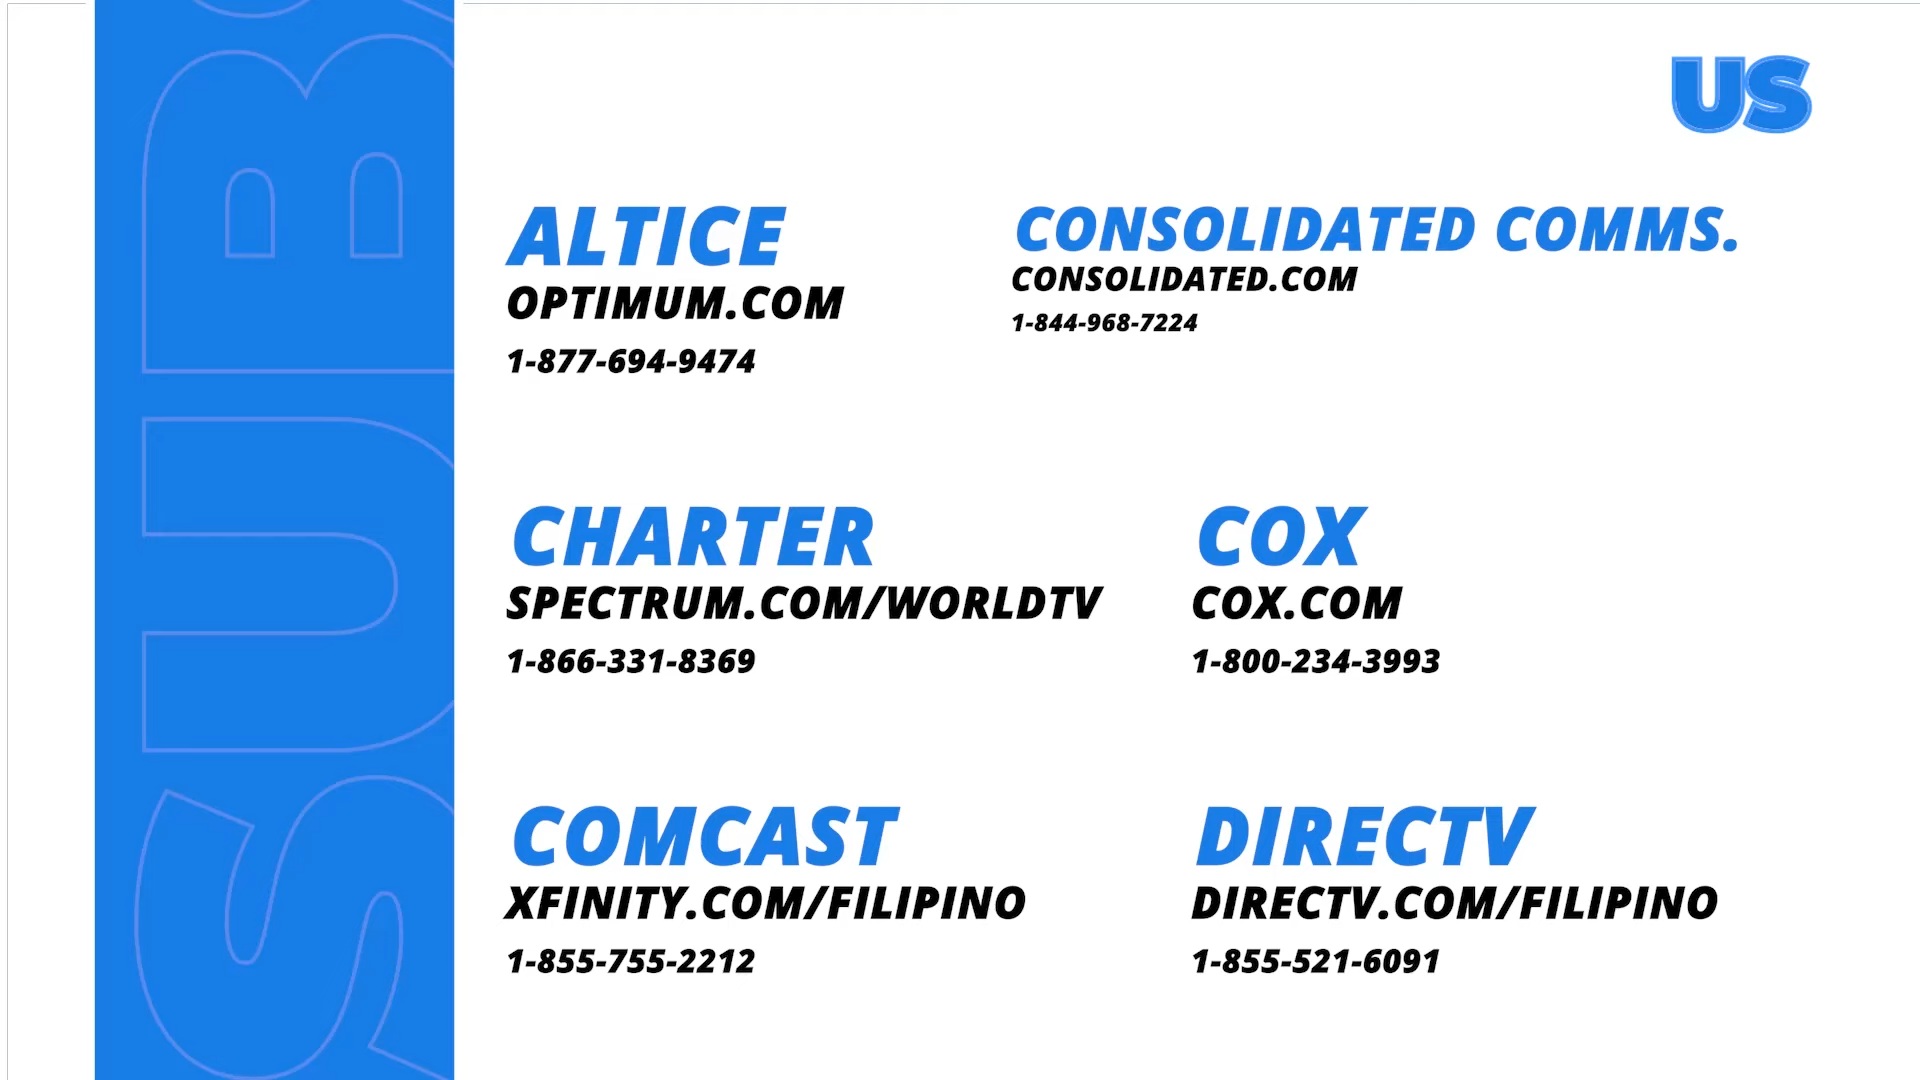 US
ALTICE
OPTIMUM.COM
1-877-694-9474
CONSOLIDATED COMMS.
CONSOLIDATED.COM
1-844-968-7224
CHARTER
SPECTRUM.COM/WORLDTV
1-866-331-8369
COX
COX.COM
1-800-234-3993
COMCAST
XFINITY.COM/FILIPINO
1-855-755-2212
DIRECTV
DIRECTV.COM/FILIPINO
1-855-521-6091
SUB